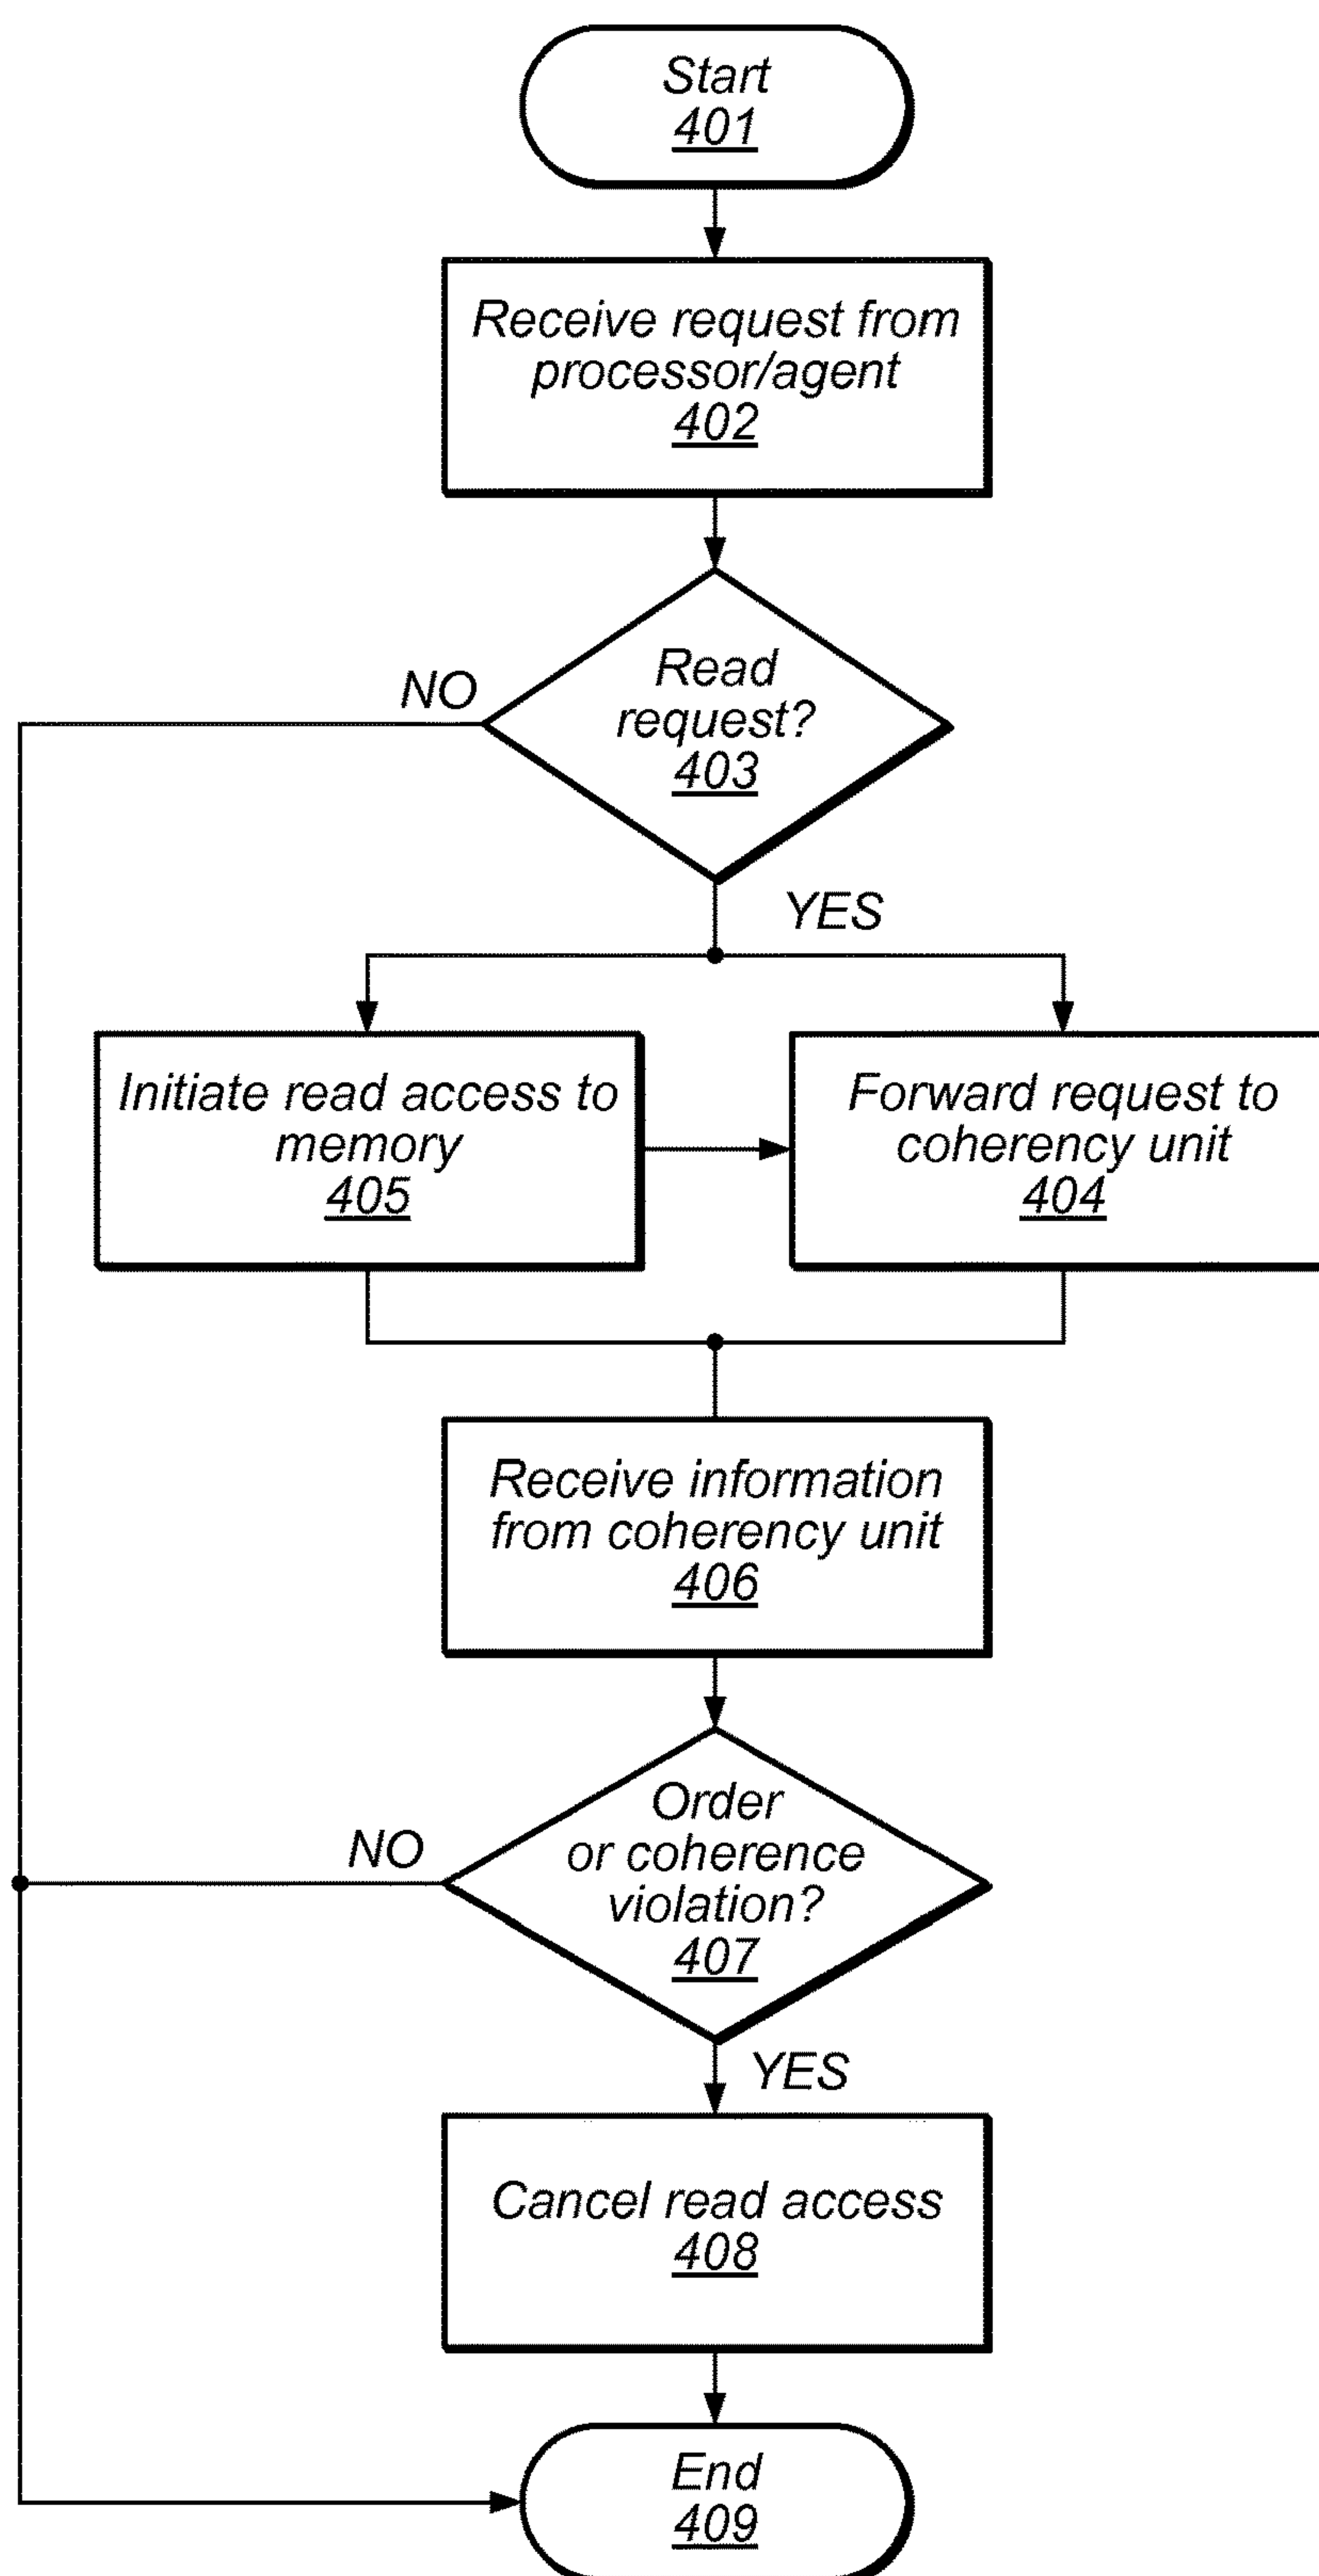 Start
401
Receive request from
processor/agent
402
Read
request?
403
NO
YES
Initiate read access to
memory
405
Forward request to
coherency unit
404
Receive information
from coherency unit
406
Order
or coherence
violation?
407
NO
YES
Cancel read access
408
End
409